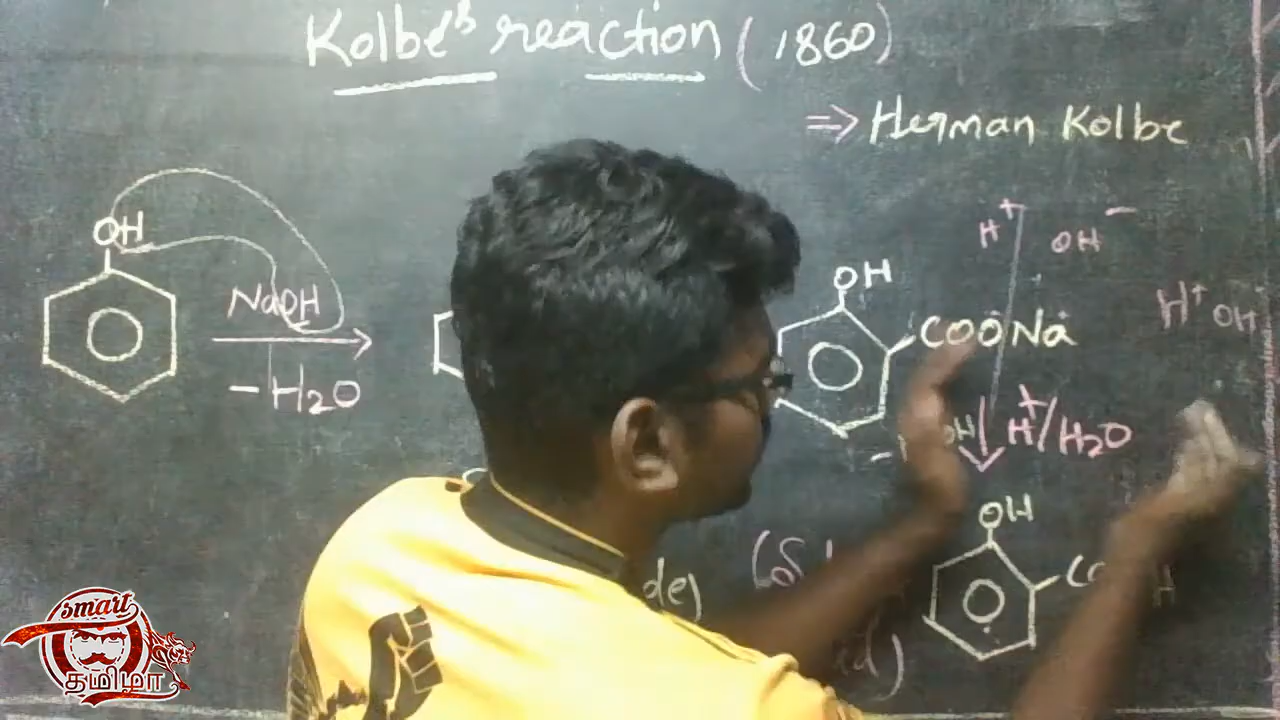 Kolbe's reaction (1860)
⇒ Herman Kolbe
OH
NaOH
- H2O
OH
COONa
H+ OH-
H+ OH-
H+/H2O
OH
smart
தமிழா